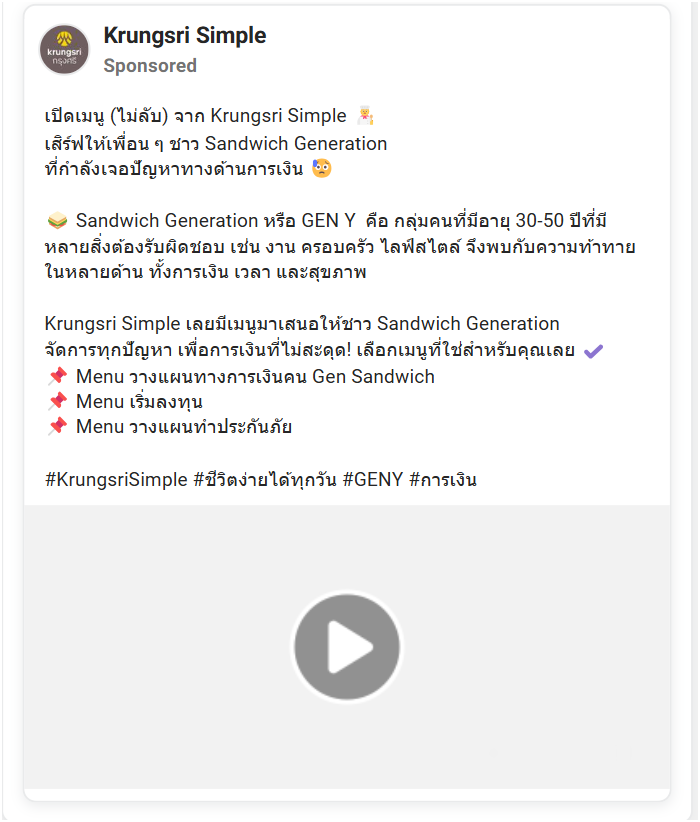 krungsri
กรุงศรี
Krungsri Simple
Sponsored
เปิดเมนู (ไม่ลับ) จาก Krungsri Simple 👩‍🍳
เสิร์ฟให้เพื่อน ๆ ชาว Sandwich Generation
ที่กำลังเจอปัญหาทางด้านการเงิน 😓
🥪 Sandwich Generation หรือ GEN Y คือ กลุ่มคนที่มีอายุ 30-50 ปีที่มี
หลายสิ่งต้องรับผิดชอบ เช่น งาน ครอบครัว ไลฟ์สไตล์ จึงพบกับความท้าทาย
ในหลายด้าน ทั้งการเงิน เวลา และสุขภาพ
Krungsri Simple เลยมีเมนูมาเสนอให้ชาว Sandwich Generation
จัดการทุกปัญหา เพื่อการเงินที่ไม่สะดุด! เลือกเมนูที่ใช่สำหรับคุณเลย ✔️
📌 Menu วางแผนทางการเงินคน Gen Sandwich
📌 Menu เริ่มลงทุน
📌 Menu วางแผนทำประกันภัย
#KrungsriSimple #ชีวิตง่ายได้ทุกวัน #GENY #การเงิน